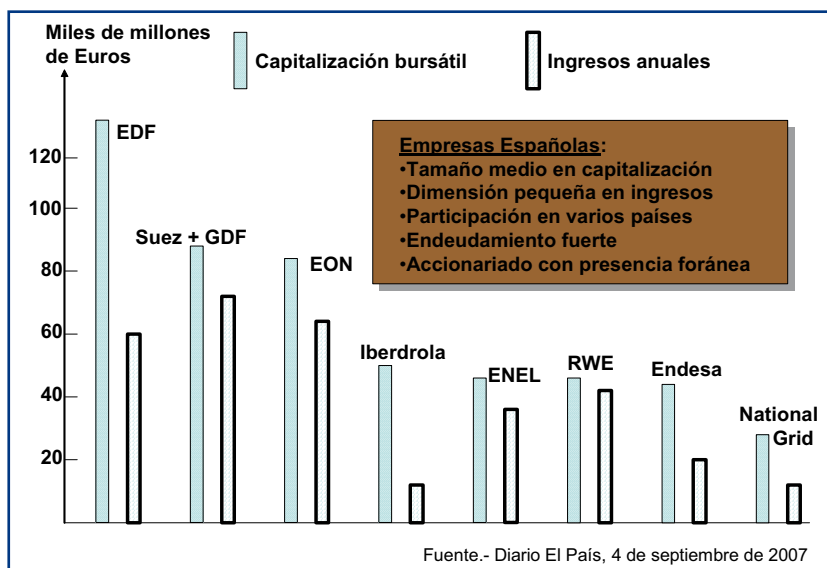 Miles de millones
de Euros
Capitalización bursátil
Ingresos anuales
EDF
Suez + GDF
EON
Iberdrola
ENEL
RWE
Endesa
National
Grid
120
100
80
60
40
20
Empresas Españolas:
•Tamaño medio en capitalización
•Dimensión pequeña en ingresos
•Participación en varios países
•Endeudamiento fuerte
•Accionariado con presencia foránea
Fuente.- Diario El País, 4 de septiembre de 2007